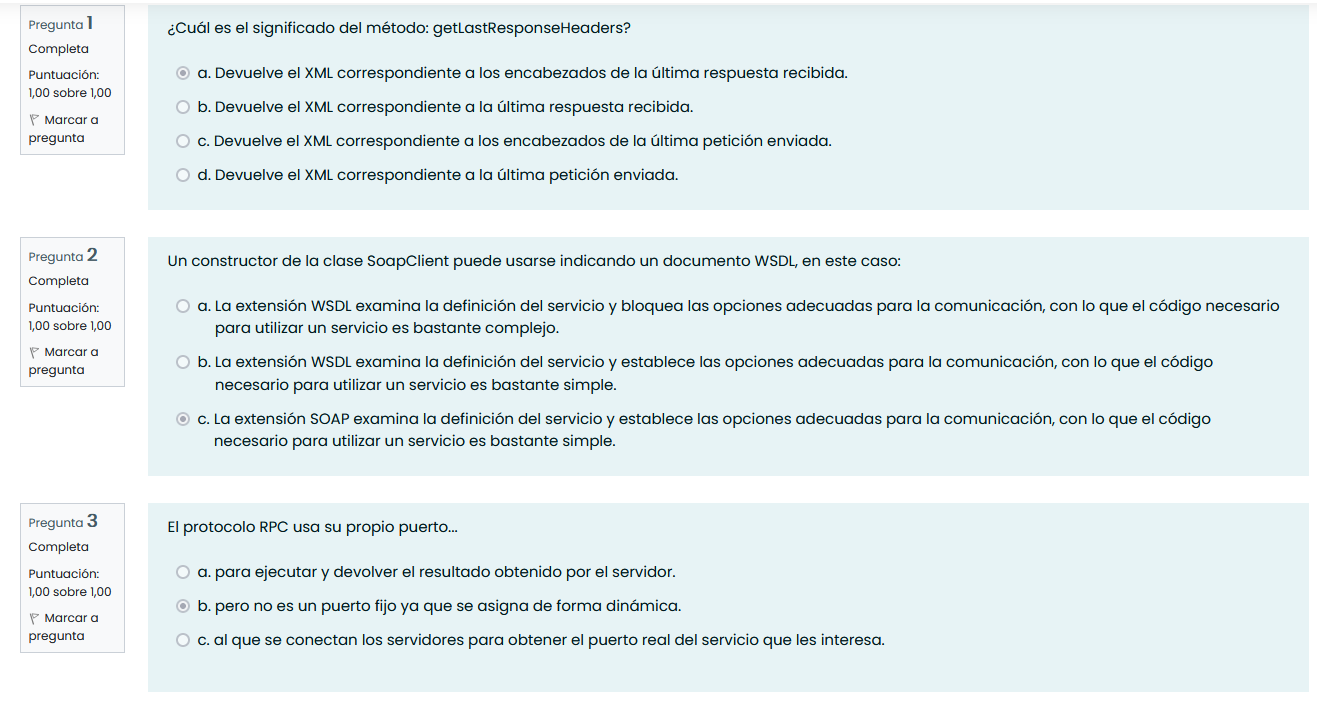 Pregunta 1
Completa
Puntuación:
1,00 sobre 1,00
Marcar a
pregunta
¿Cuál es el significado del método: getLastResponseHeaders?
a. Devuelve el XML correspondiente a los encabezados de la última respuesta recibida.
b. Devuelve el XML correspondiente a la última respuesta recibida.
c. Devuelve el XML correspondiente a los encabezados de la última petición enviada.
d. Devuelve el XML correspondiente a la última petición enviada.
Pregunta 2
Completa
Puntuación:
1,00 sobre 1,00
Marcar a
pregunta
Un constructor de la clase SoapClient puede usarse indicando un documento WSDL, en este caso:
a. La extensión WSDL examina la definición del servicio y bloquea las opciones adecuadas para la comunicación, con lo que el código necesario
para utilizar un servicio es bastante complejo.
b. La extensión WSDL examina la definición del servicio y establece las opciones adecuadas para la comunicación, con lo que el código
necesario para utilizar un servicio es bastante simple.
c. La extensión SOAP examina la definición del servicio y establece las opciones adecuadas para la comunicación, con lo que el código
necesario para utilizar un servicio es bastante simple.
Pregunta 3
Completa
Puntuación:
1,00 sobre 1,00
Marcar a
pregunta
El protocolo RPC usa su propio puerto...
a. para ejecutar y devolver el resultado obtenido por el servidor.
b. pero no es un puerto fijo ya que se asigna de forma dinámica.
c. al que se conectan los servidores para obtener el puerto real del servicio que les interesa.